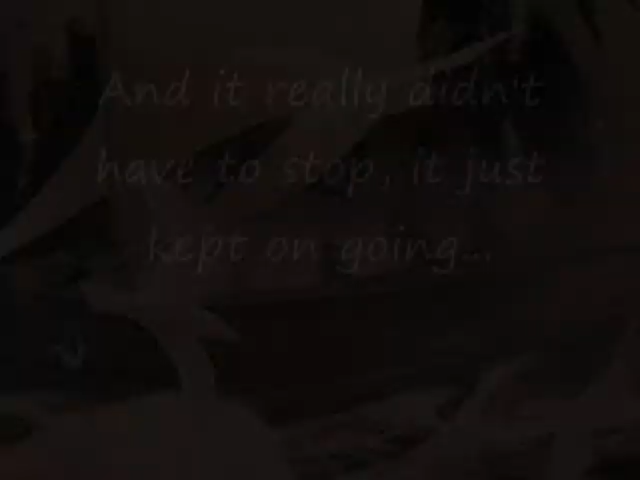 And it really didn't
have to stop, it just
kept on going...